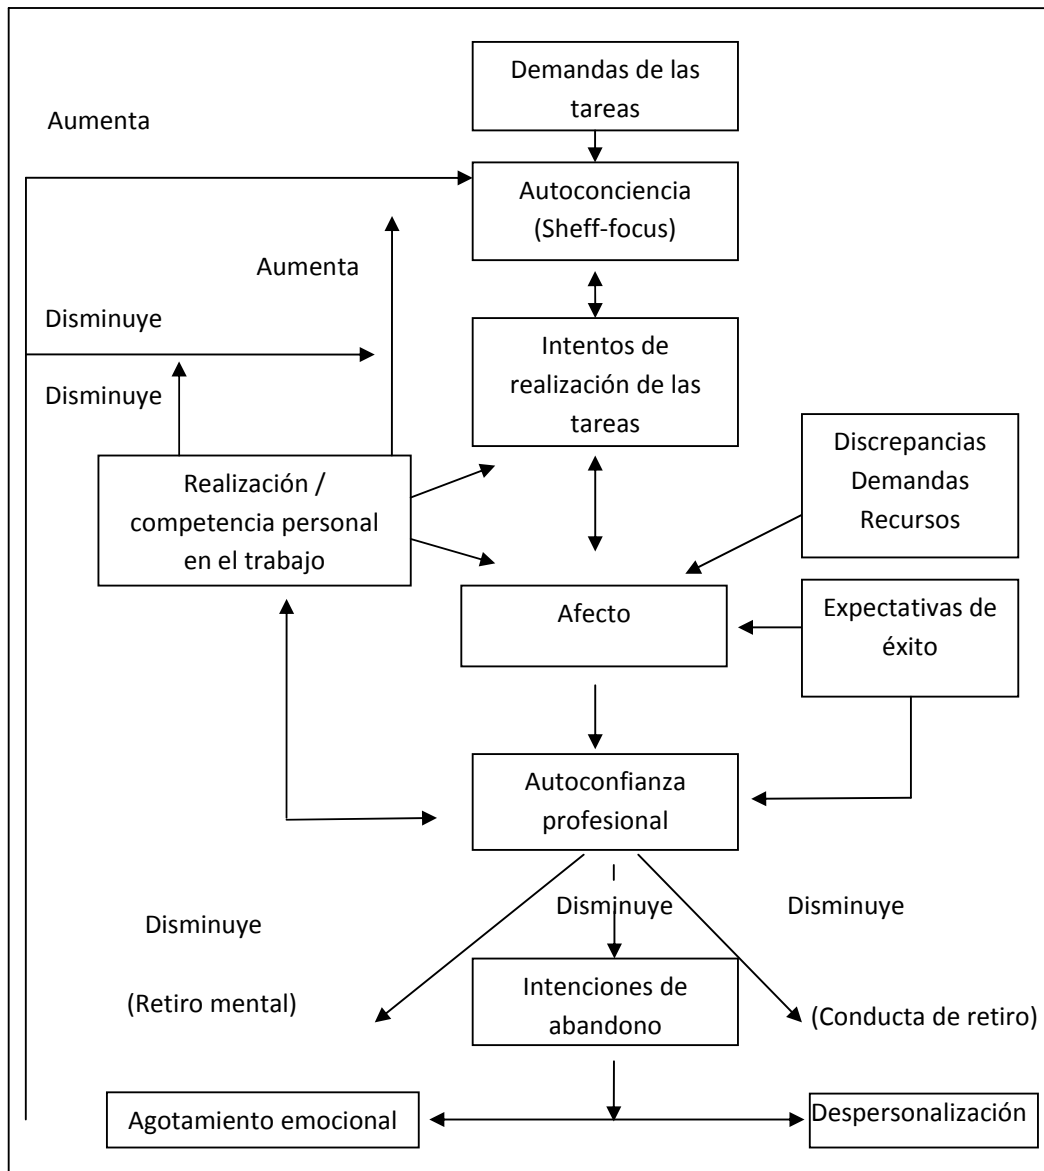 Demandas de las
tareas
Aumenta
Autoconciencia
(Sheff-focus)
Aumenta
Disminuye
Intentos de
realización de las
tareas
Disminuye
Discrepancias
Demandas
Recursos
Realización /
competencia personal
en el trabajo
Afecto
Expectativas de
éxito
Autoconfianza
profesional
Disminuye
Disminuye
Disminuye
(Retiro mental)
Intenciones de
abandono
(Conducta de retiro)
Agotamiento emocional
Despersonalización